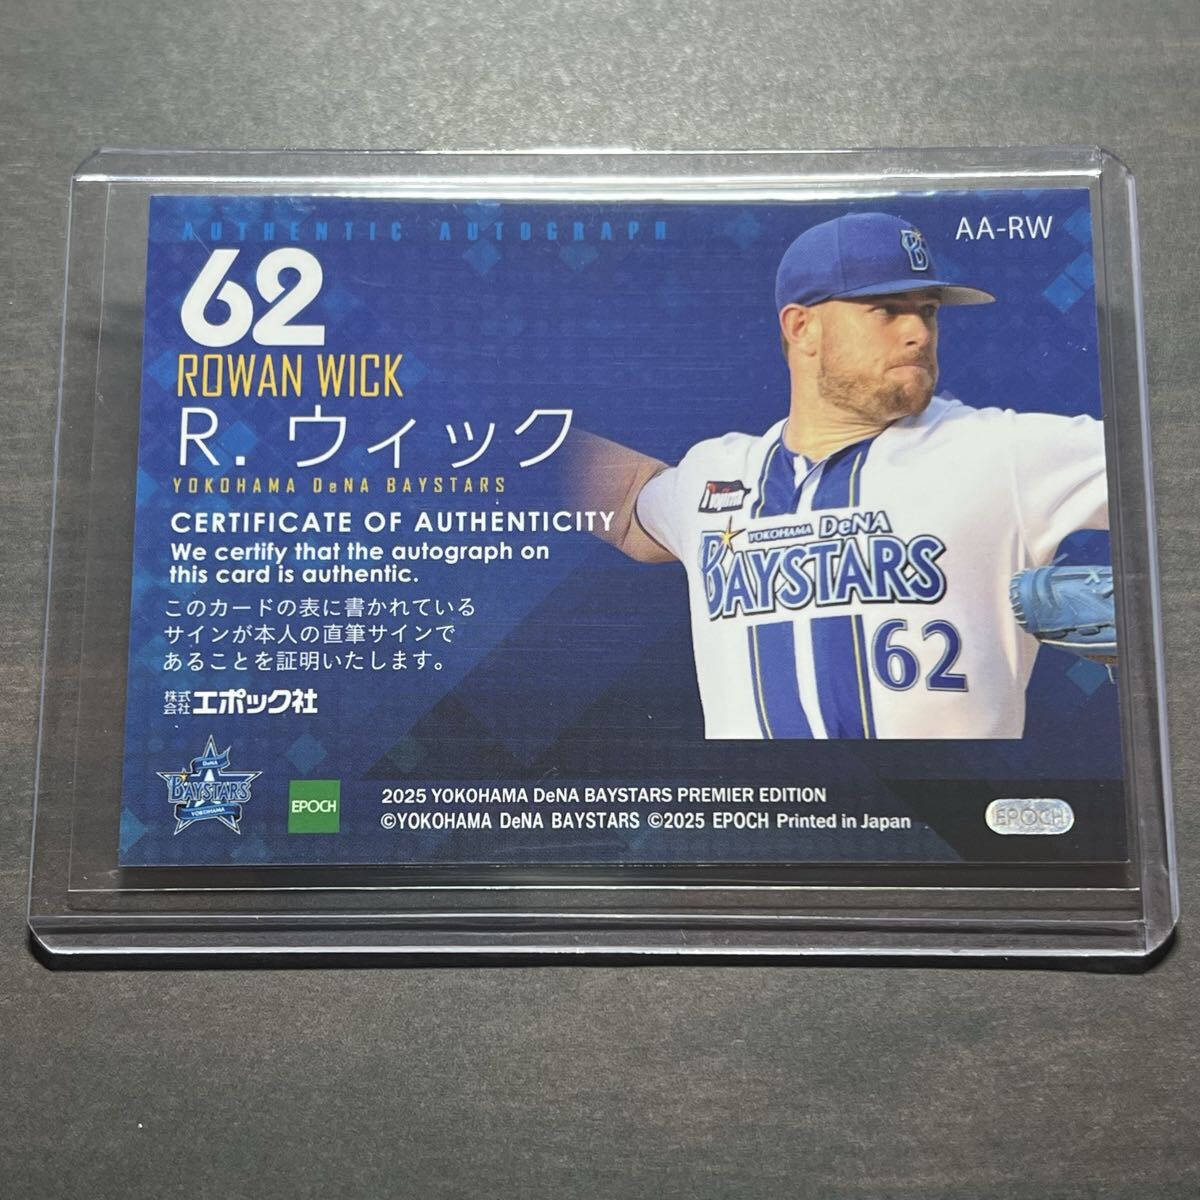 AUTHENTIC AUTOGRAPH
AA-RW
62
ROWAN WICK
R. ウィック
YOKOHAMA DeNA BAYSTARS
CERTIFICATE OF AUTHENTICITY
We certify that the autograph on
this card is authentic.
このカードの表に書かれている
サインが本人の直筆サインで
あることを証明いたします。
株式会社エポック社
B
Nojima
YOKOHAMA DeNA
BAYSTARS
62
DeNA
BAYSTARS
YOKOHAMA
EPOCH
2025 YOKOHAMA DeNA BAYSTARS PREMIER EDITION
©YOKOHAMA DeNA BAYSTARS ©2025 EPOCH Printed in Japan
EPOCH